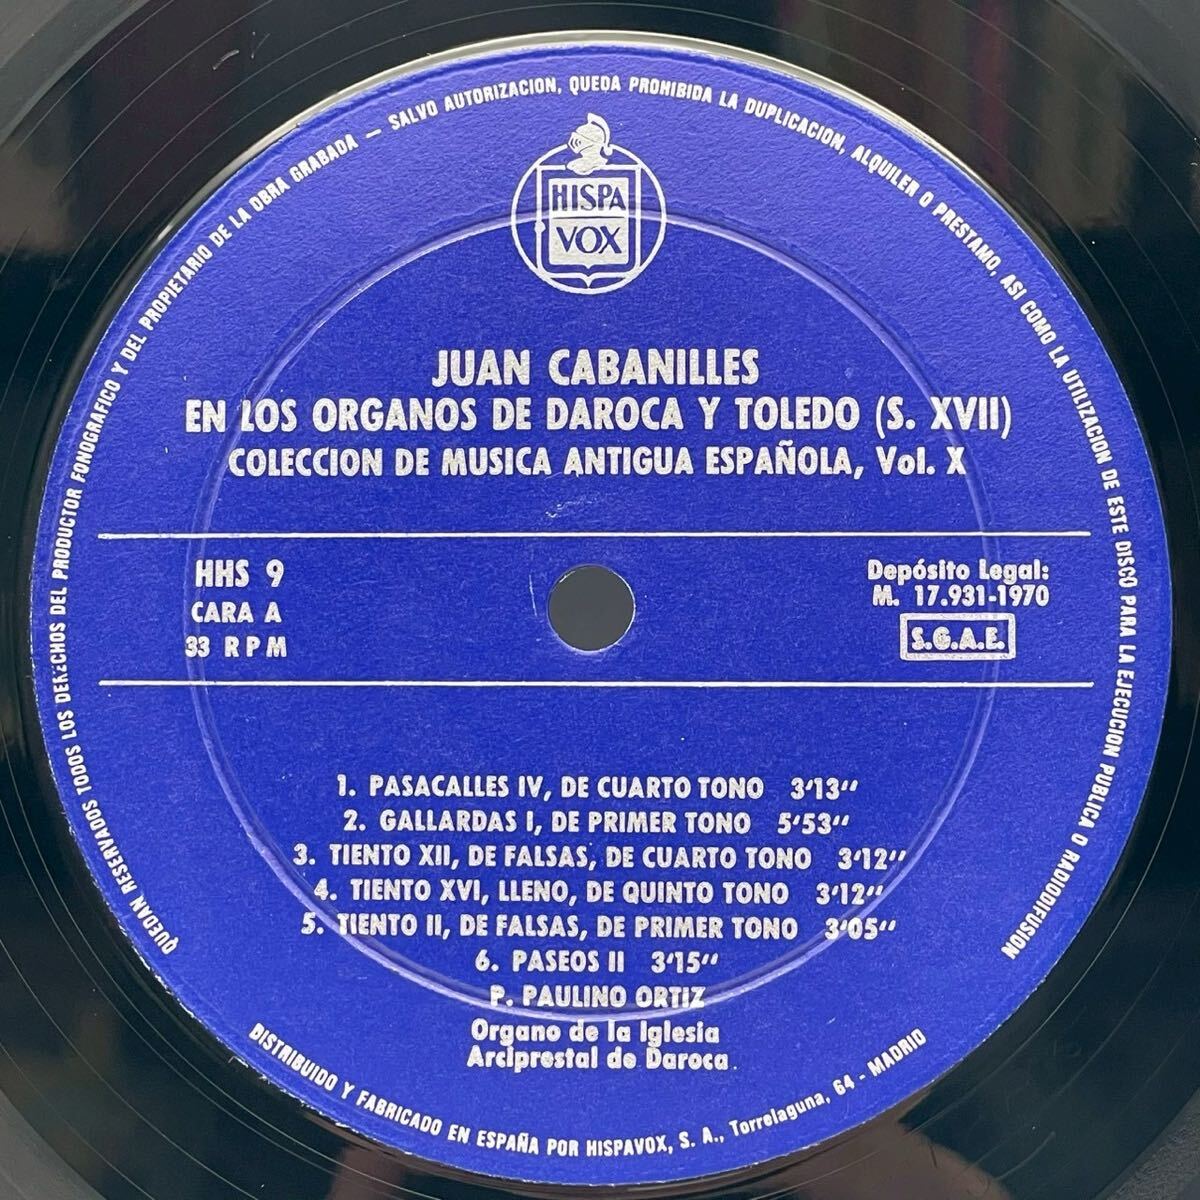 QUEDAN RESERVADOS TODOS LOS DERECHOS DEL PRODUCTOR FONOGRAFICO Y DEL PROPIETARIO DE LA OBRA GRABADA — SALVO AUTORIZACION, QUEDA PROHIBIDA LA DUPLICACION, ALQUILER O PRESTAMO, ASI COMO LA UTILIZACION DE ESTE DISCO PARA LA EJECUCION PUBLICA O RADIODIFUSION
HISPA
VOX
JUAN CABANILLES
EN LOS ORGANOS DE DAROCA Y TOLEDO (S. XVII)
COLECCION DE MUSICA ANTIGUA ESPAÑOLA, Vol. X
HHS 9
CARA A
33 RPM
Depósito Legal:
M. 17.931-1970
S.G.A.E.
1. PASACALLES IV, DE CUARTO TONO 3'13''
2. GALLARDAS I, DE PRIMER TONO 5'53''
3. TIENTO XII, DE FALSAS, DE CUARTO TONO 3'12''
4. TIENTO XVI, LLENO, DE QUINTO TONO 3'12''
5. TIENTO II, DE FALSAS, DE PRIMER TONO 3'05''
6. PASEOS II 3'15''
P. PAULINO ORTIZ
Organo de la Iglesia
Arciprestal de Daroca
DISTRIBUIDO Y FABRICADO EN ESPAÑA POR HISPAVOX, S. A., Torrelaguna, 64 - MADRID